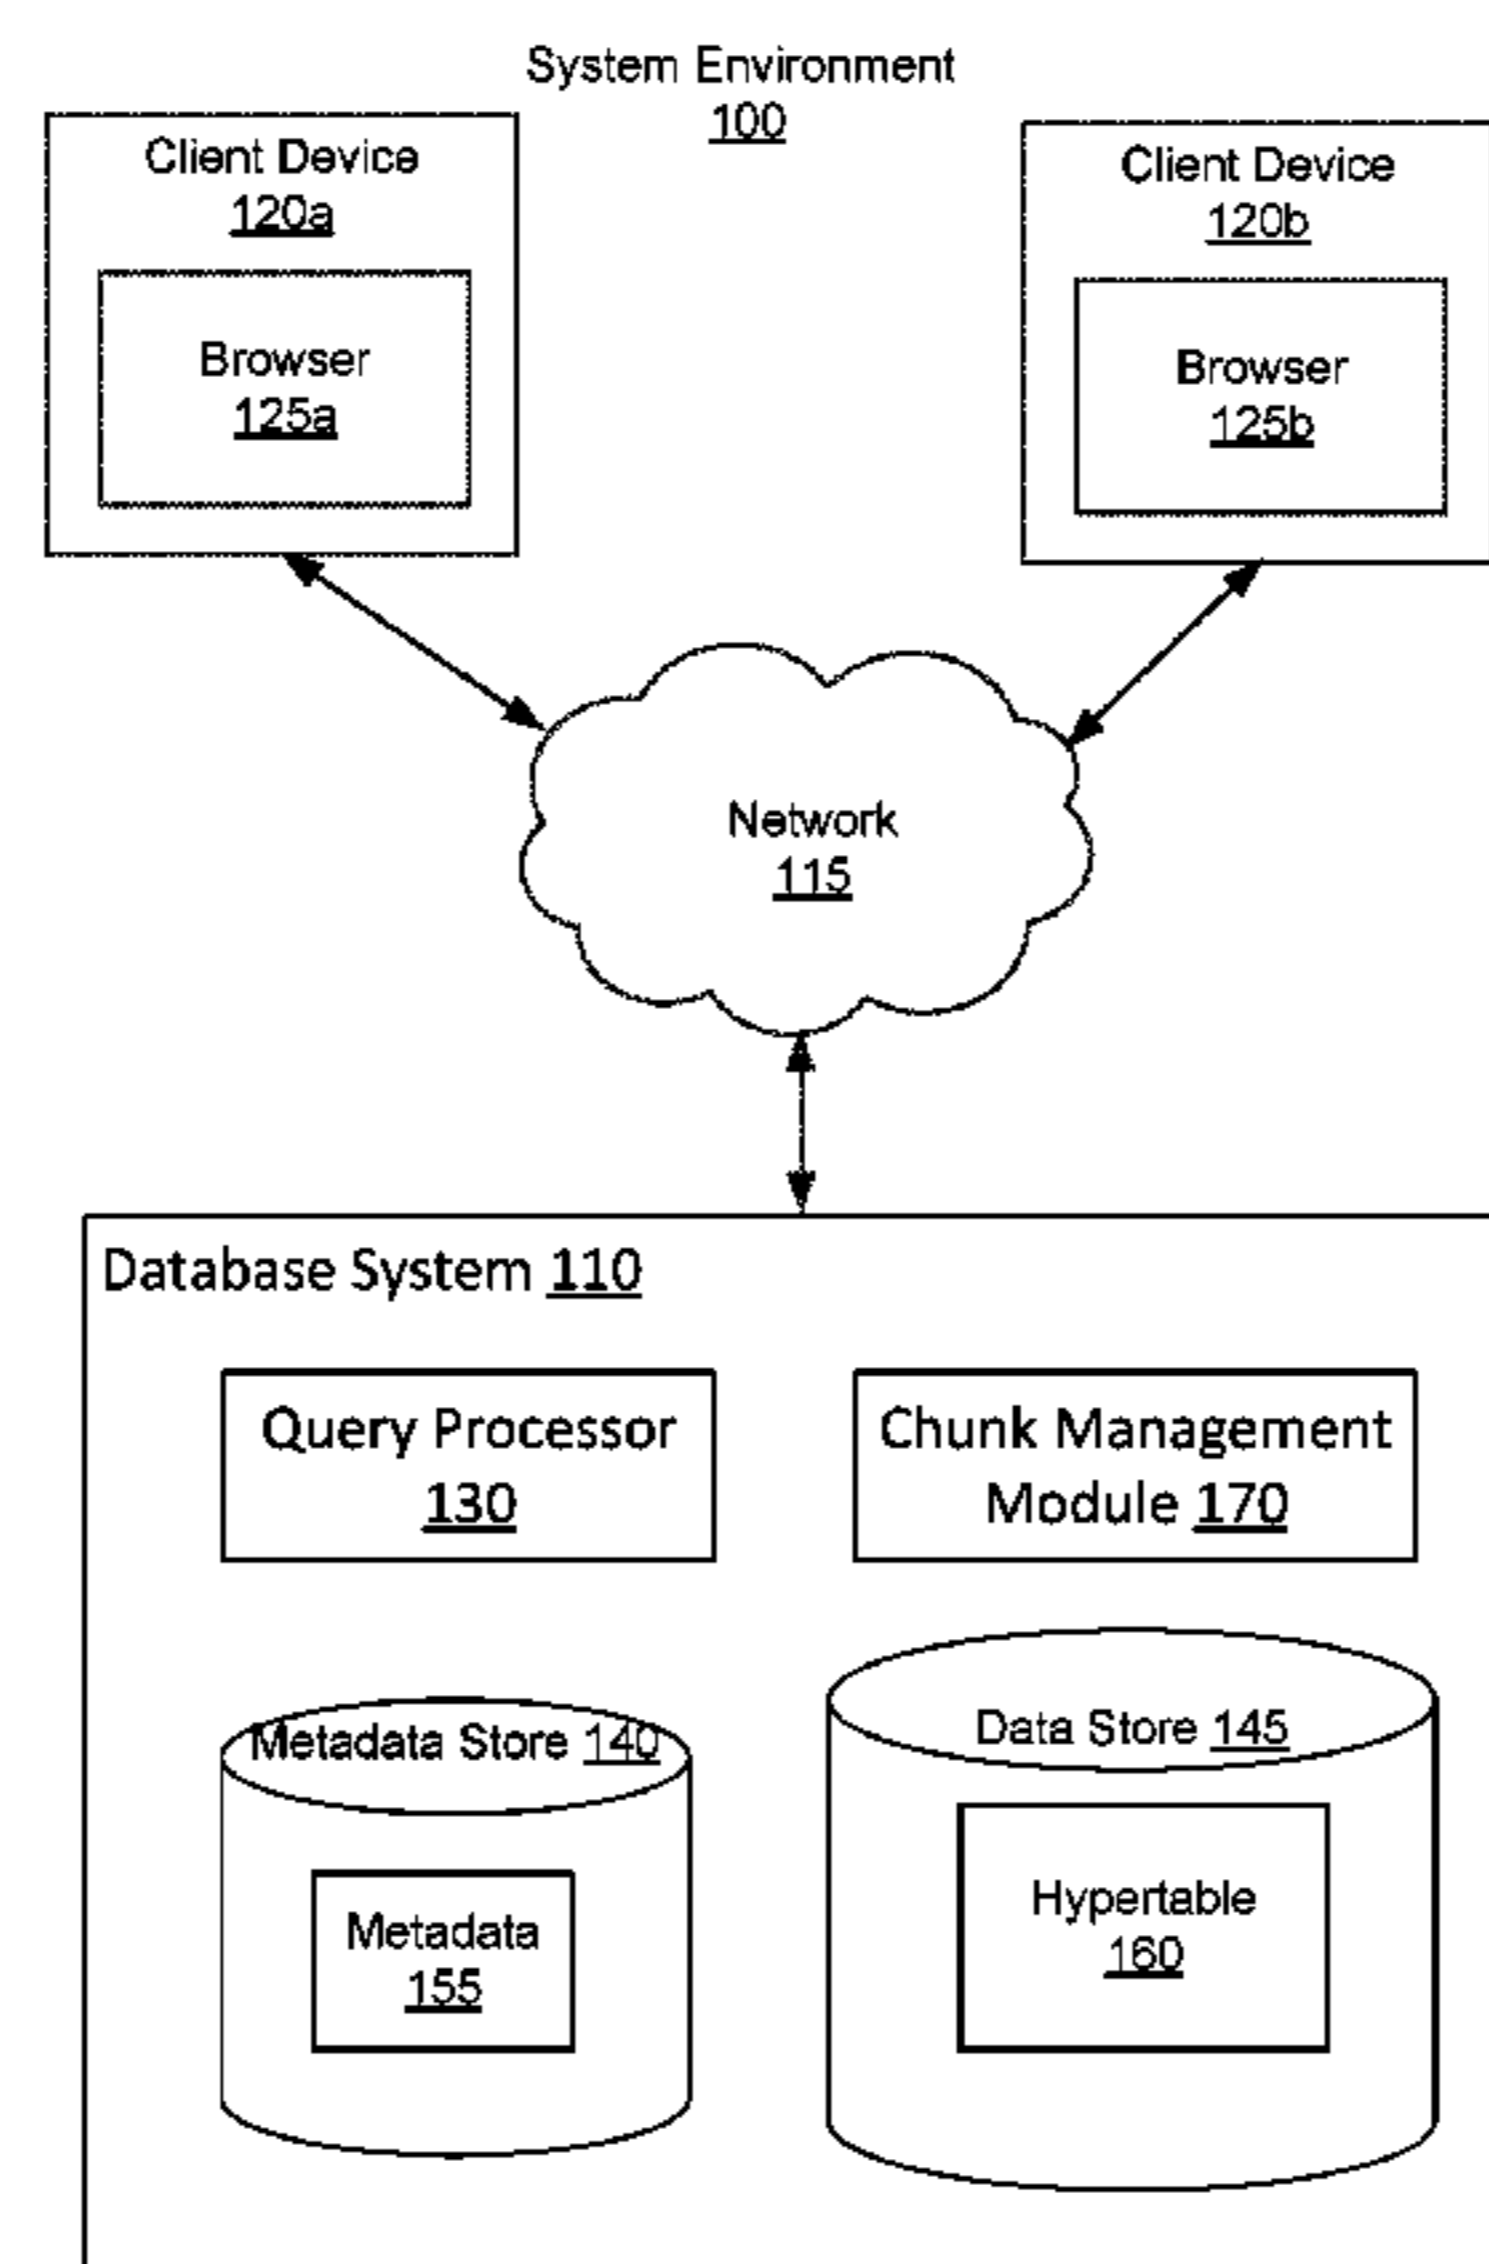 System Environment
100
Client Device
120a
Browser
125a
Client Device
120b
Browser
125b
Network
115
Database System 110
Query Processor
130
Chunk Management
Module 170
Metadata Store 140
Metadata
155
Data Store 145
Hypertable
160